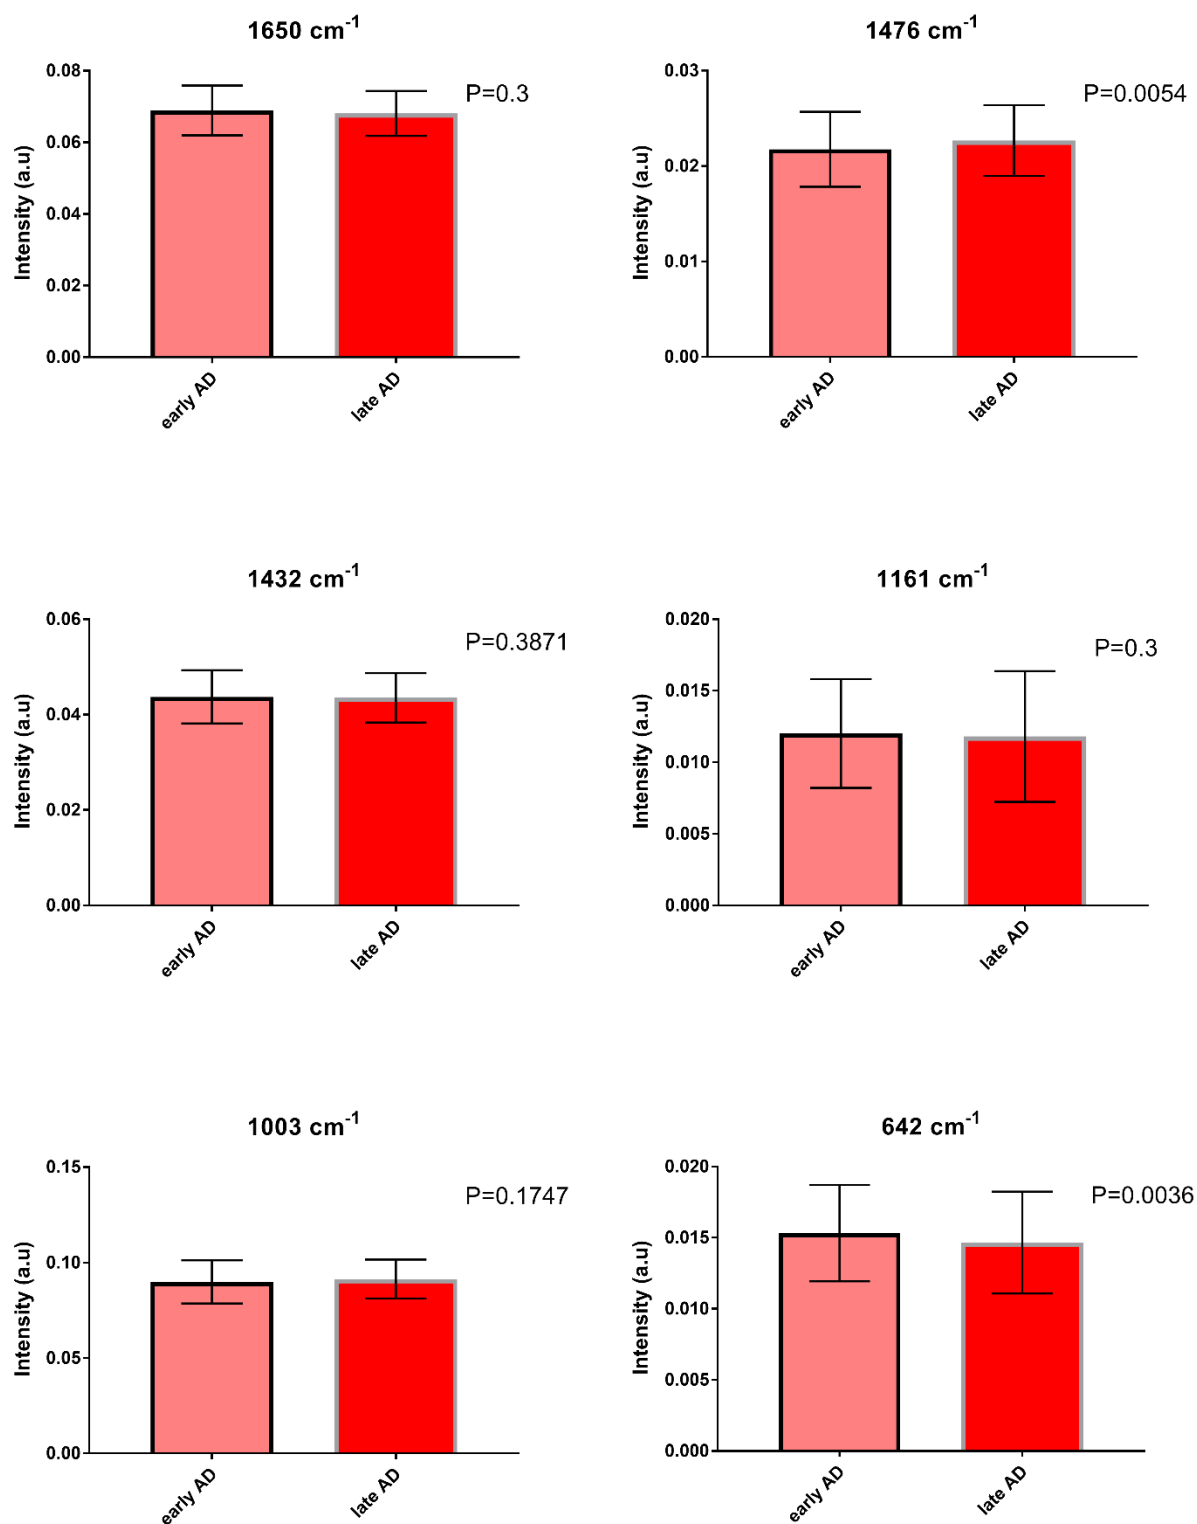 1650 cm-1
P=0.3
Intensity (a.u)
0.08
0.06
0.04
0.02
0.00
early AD
late AD
1476 cm-1
P=0.0054
Intensity (a.u)
0.03
0.02
0.01
0.00
early AD
late AD
1432 cm-1
P=0.3871
Intensity (a.u)
0.06
0.04
0.02
0.00
early AD
late AD
1161 cm-1
P=0.3
Intensity (a.u)
0.020
0.015
0.010
0.005
0.000
early AD
late AD
1003 cm-1
P=0.1747
Intensity (a.u)
0.15
0.10
0.05
0.00
early AD
late AD
642 cm-1
P=0.0036
Intensity (a.u)
0.020
0.015
0.010
0.005
0.000
early AD
late AD